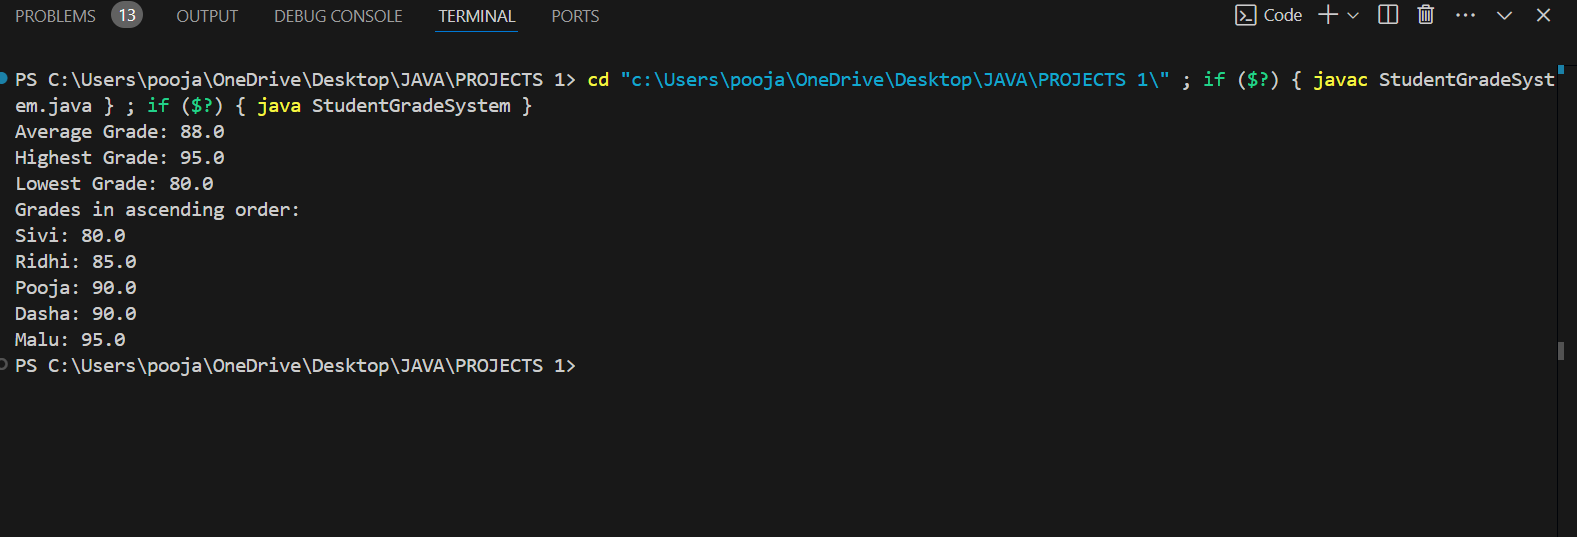 PROBLEMS 13 OUTPUT DEBUG CONSOLE TERMINAL PORTS Code
PS C:\Users\pooja\OneDrive\Desktop\JAVA\PROJECTS 1> cd "c:\Users\pooja\OneDrive\Desktop\JAVA\PROJECTS 1\" ; if ($?) { javac StudentGradeSyst
em.java } ; if ($?) { java StudentGradeSystem }
Average Grade: 88.0
Highest Grade: 95.0
Lowest Grade: 80.0
Grades in ascending order:
Sivi: 80.0
Ridhi: 85.0
Pooja: 90.0
Dasha: 90.0
Malu: 95.0
PS C:\Users\pooja\OneDrive\Desktop\JAVA\PROJECTS 1>